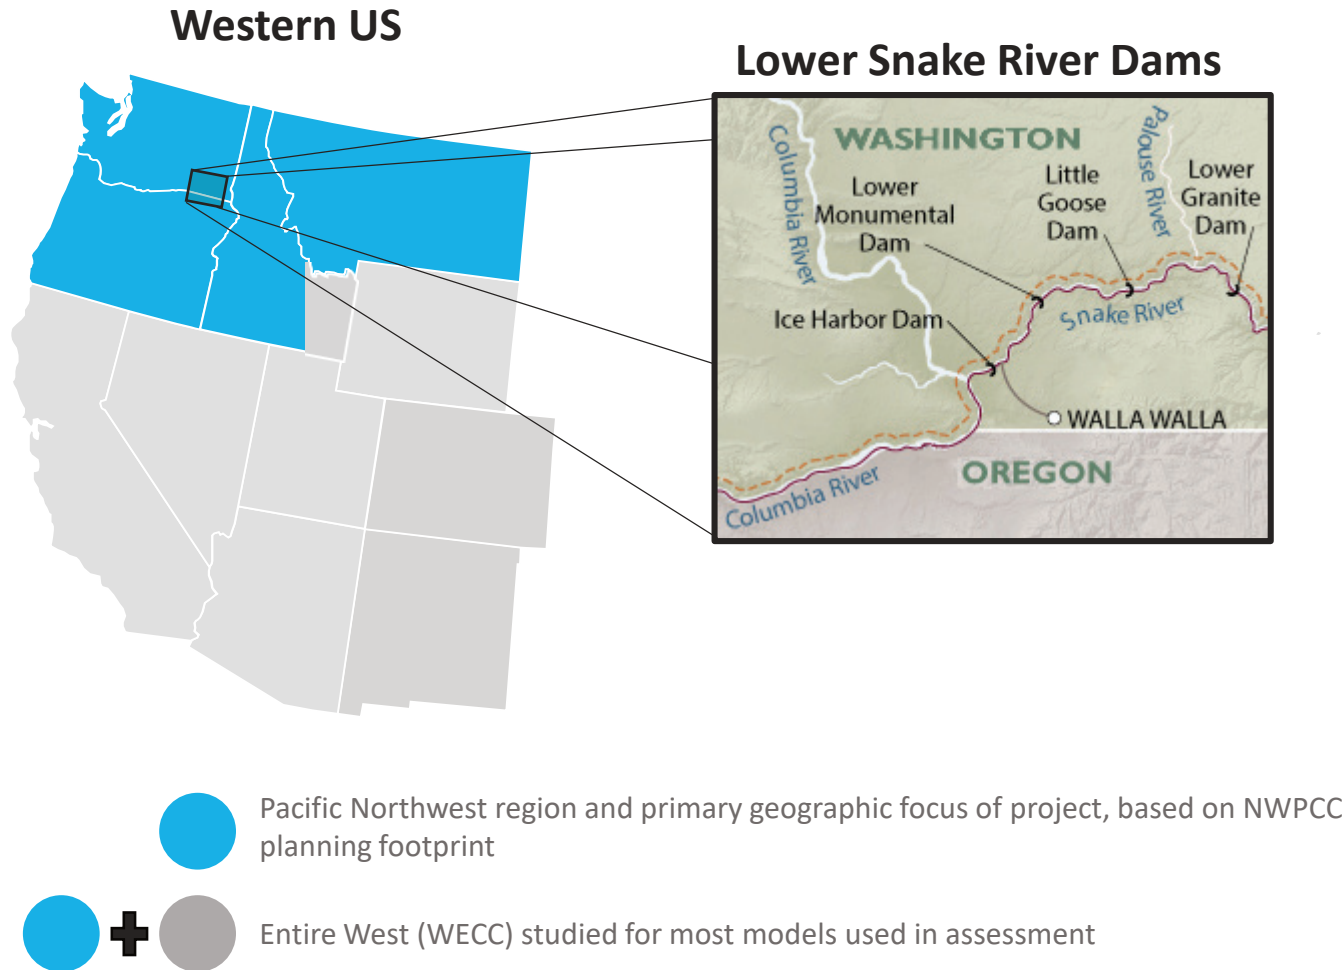 Western US
Lower Snake River Dams
WASHINGTON
Columbia River
Palouse River
Lower
Monumental
Dam
Little
Goose
Dam
Lower
Granite
Dam
Ice Harbor Dam
Snake River
WALLA WALLA
OREGON
Columbia River
Pacific Northwest region and primary geographic focus of project, based on NWPCC
planning footprint
Entire West (WECC) studied for most models used in assessment